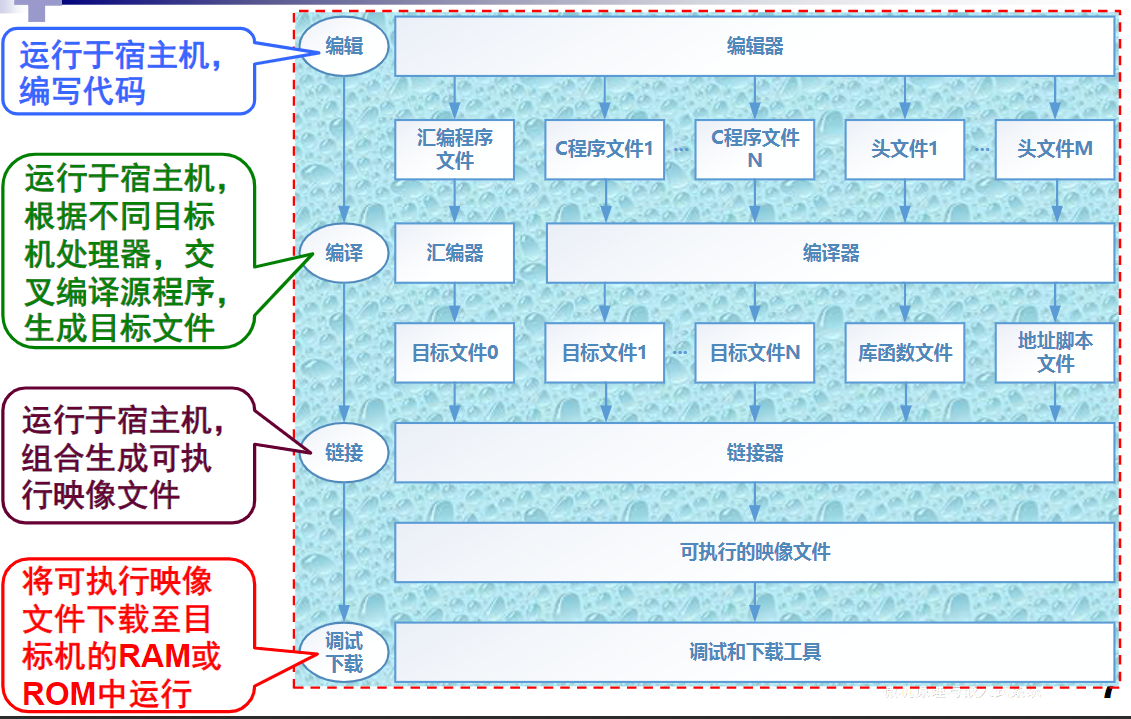 运行于宿主机，
编写代码
运行于宿主机，
根据不同目标
机处理器，交
叉编译源程序，
生成目标文件
运行于宿主机，
组合生成可执
行映像文件
将可执行映像
文件下载至目
标机的RAM或
ROM中运行
编辑
编辑器
汇编程序
文件
C程序文件1
...
C程序文件
N
头文件1
...
头文件M
编译
汇编器
编译器
目标文件0
目标文件1
...
目标文件N
库函数文件
地址脚本
文件
链接
链接器
可执行的映像文件
调试
下载
调试和下载工具